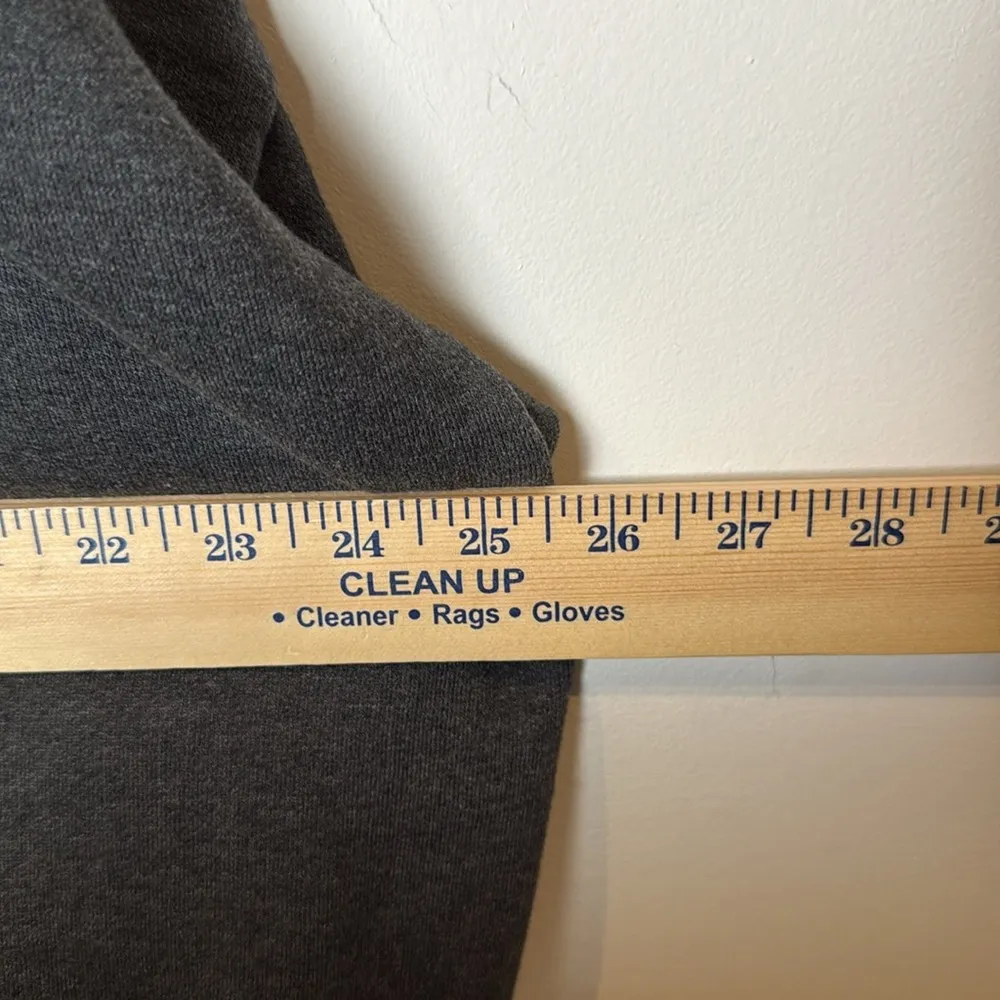 22 23 24 25 26 27 28
CLEAN UP
• Cleaner • Rags • Gloves